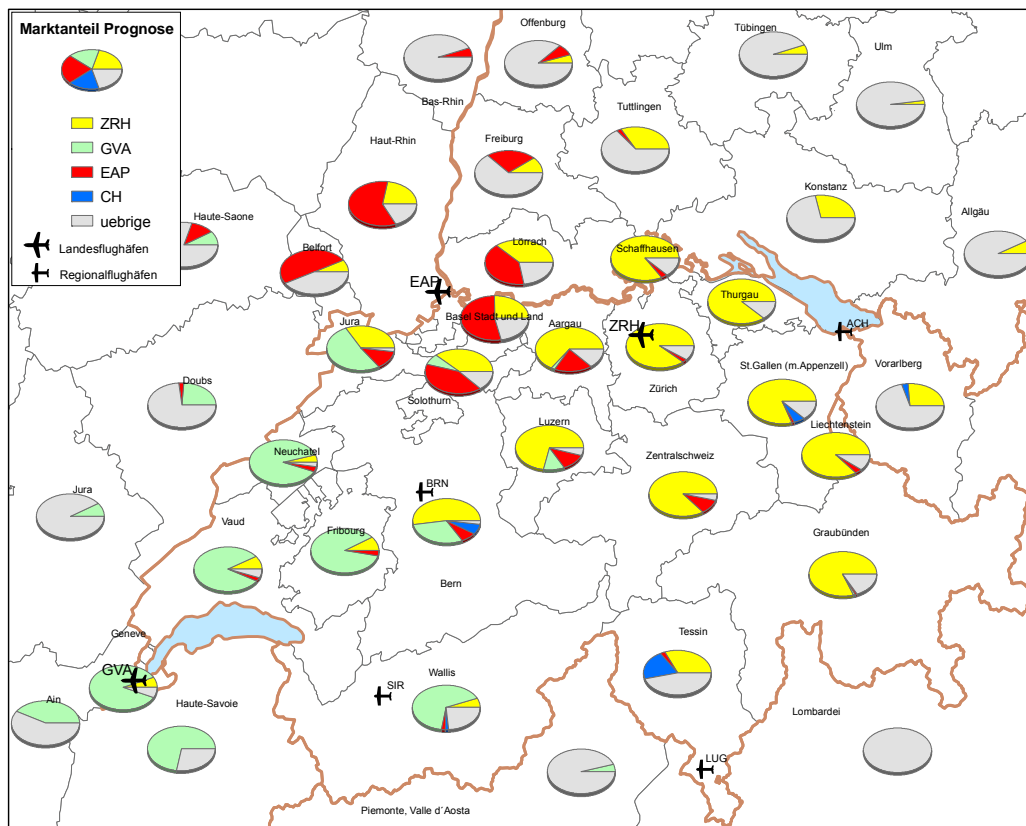 Marktanteil Prognose
ZRH
GVA
EAP
CH
uebrige
Landesflughäfen
Regionalflughäfen
Offenburg
Tübingen
Ulm
Bas-Rhin
Tuttlingen
Haut-Rhin
Freiburg
Konstanz
Allgäu
Haute-Saone
Belfort
Lörrach
Schaffhausen
EAP
Thurgau
Basel Stadt und Land
Jura
Aargau
ZRH
ACH
St.Gallen (m.Appenzell)
Vorarlberg
Zürich
Doubs
Solothurn
Luzern
Liechtenstein
Neuchatel
Zentralschweiz
Jura
BRN
Vaud
Fribourg
Graubünden
Bern
Geneve
Tessin
GVA
Wallis
SIR
Ain
Haute-Savoie
Lombardei
LUG
Piemonte, Valle d´Aosta